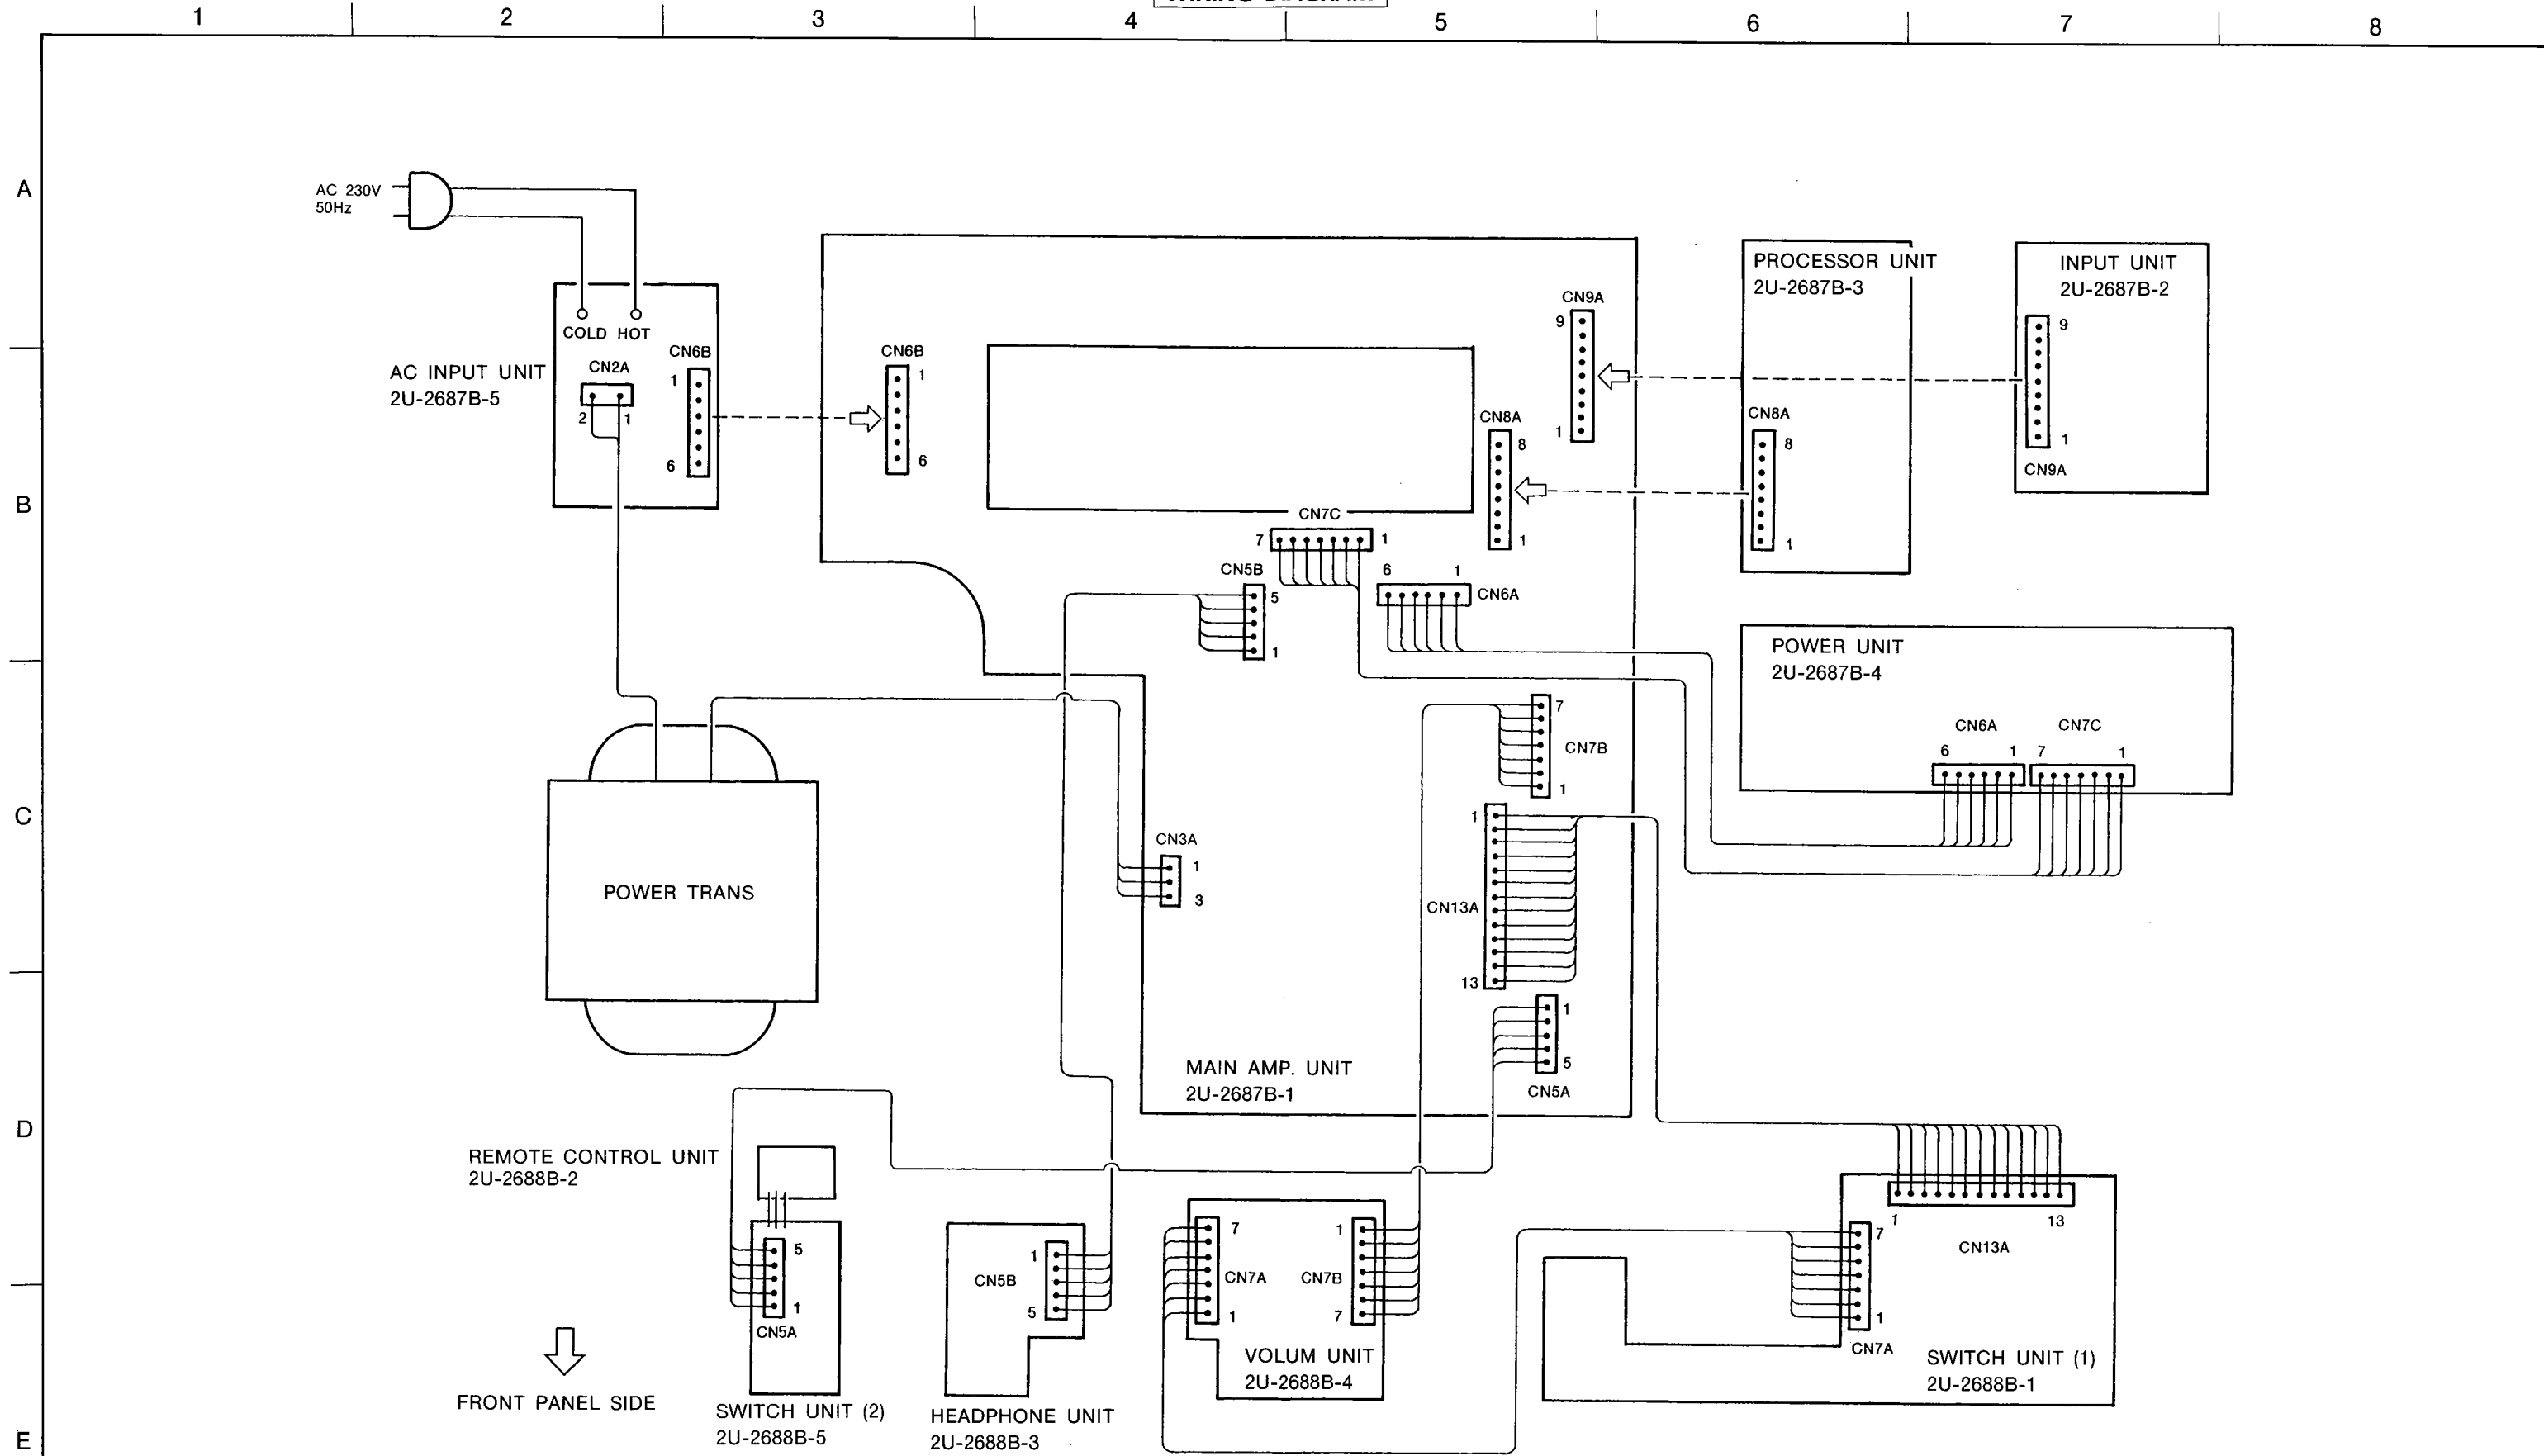 WIRING DIAGRAM
1 2 3 4 5 6 7 8
A
B
C
D
E
AC 230V
50Hz
COLD HOT
CN2A
2 1
CN6B
1
6
AC INPUT UNIT
2U-2687B-5
CN6B
1
6
CN9A
9
1
CN8A
8
1
CN7C
7 1
CN5B
5
1
6 1
CN6A
PROCESSOR UNIT
2U-2687B-3
CN8A
8
1
INPUT UNIT
2U-2687B-2
9
1
CN9A
POWER UNIT
2U-2687B-4
CN6A CN7C
6 1 7 1
7
CN7B
1
1
CN13A
13
CN3A
1
3
POWER TRANS
1
5
CN5A
MAIN AMP. UNIT
2U-2687B-1
REMOTE CONTROL UNIT
2U-2688B-2
5
1
CN5A
SWITCH UNIT (2)
2U-2688B-5
FRONT PANEL SIDE
1
CN5B
5
HEADPHONE UNIT
2U-2688B-3
7
CN7A
1
1
CN7B
7
VOLUM UNIT
2U-2688B-4
1 13
CN13A
7
1
CN7A
SWITCH UNIT (1)
2U-2688B-1